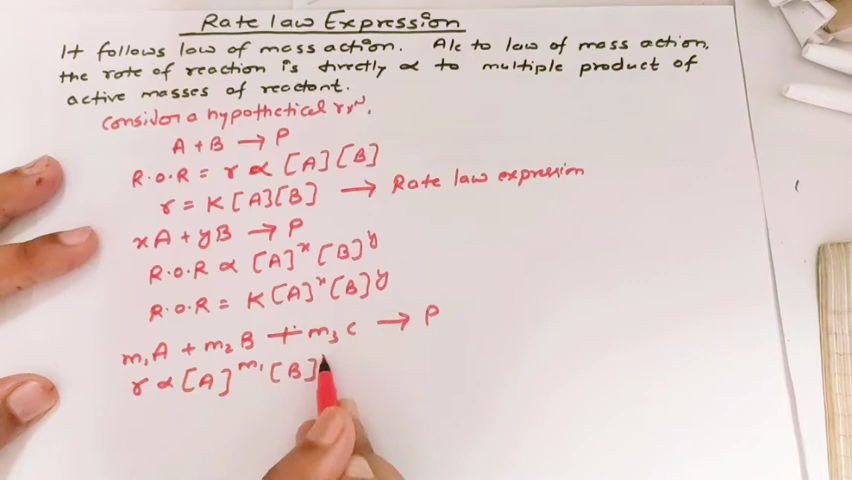 Rate law Expression
It follows law of mass action. Alc to law of mass action,
the rate of reaction is directly ∝ to multiple product of
active masses of reactant.
Consider a hypothetical rxⁿ.
A + B → P
R.O.R = r ∝ [A][B]
r = K[A][B] → Rate law expression
xA + yB → P
R.O.R ∝ [A]ˣ[B]ʸ
R.O.R = K[A]ˣ[B]ʸ
m₁A + m₂B + m₃C → P
r ∝ [A]ᵐ¹[B]